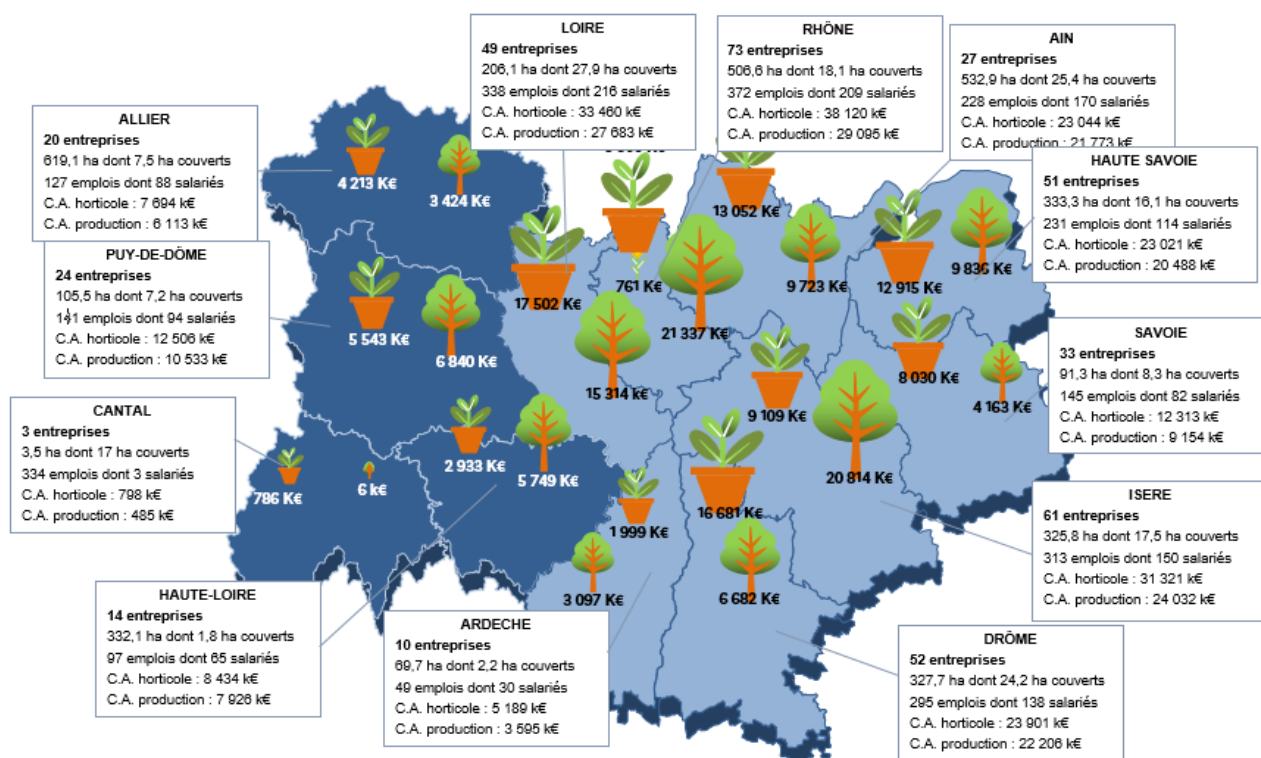 LOIRE
49 entreprises
206,1 ha dont 27,9 ha couverts
338 emplois dont 216 salariés
C.A. horticole : 33 460 k€
C.A. production : 27 683 k€
RHÔNE
73 entreprises
506,6 ha dont 18,1 ha couverts
372 emplois dont 209 salariés
C.A. horticole : 38 120 k€
C.A. production : 29 095 k€
AIN
27 entreprises
532,9 ha dont 25,4 ha couverts
228 emplois dont 170 salariés
C.A. horticole : 23 044 k€
C.A. production : 21 773 k€
ALLIER
20 entreprises
619,1 ha dont 7,5 ha couverts
127 emplois dont 88 salariés
C.A. horticole : 7 694 k€
C.A. production : 6 113 k€
HAUTE SAVOIE
51 entreprises
333,3 ha dont 16,1 ha couverts
231 emplois dont 114 salariés
C.A. horticole : 23 021 k€
C.A. production : 20 488 k€
PUY-DE-DÔME
24 entreprises
105,5 ha dont 7,2 ha couverts
141 emplois dont 94 salariés
C.A. horticole : 12 506 k€
C.A. production : 10 533 k€
SAVOIE
33 entreprises
91,3 ha dont 8,3 ha couverts
145 emplois dont 82 salariés
C.A. horticole : 12 313 k€
C.A. production : 9 154 k€
CANTAL
3 entreprises
3,5 ha dont 17 ha couverts
334 emplois dont 3 salariés
C.A. horticole : 798 k€
C.A. production : 485 k€
ISERE
61 entreprises
325,8 ha dont 17,5 ha couverts
313 emplois dont 150 salariés
C.A. horticole : 31 321 k€
C.A. production : 24 032 k€
HAUTE-LOIRE
14 entreprises
332,1 ha dont 1,8 ha couverts
97 emplois dont 65 salariés
C.A. horticole : 8 434 k€
C.A. production : 7 926 k€
ARDECHE
10 entreprises
69,7 ha dont 2,2 ha couverts
49 emplois dont 30 salariés
C.A. horticole : 5 189 k€
C.A. production : 3 595 k€
DRÔME
52 entreprises
327,7 ha dont 24,2 ha couverts
295 emplois dont 138 salariés
C.A. horticole : 23 901 k€
C.A. production : 22 206 k€
4 213 K€
3 424 K€
13 052 K€
17 502 K€
761 K€
21 337 K€
9 723 K€
12 915 K€
9 836 K€
5 543 K€
6 840 K€
15 314 k€
9 109 K€
8 030 K€
4 163 K€
20 814 K€
786 K€
6 k€
2 933 K€
5 749 K€
1 999 K€
16 681 K€
3 097 K€
6 682 K€